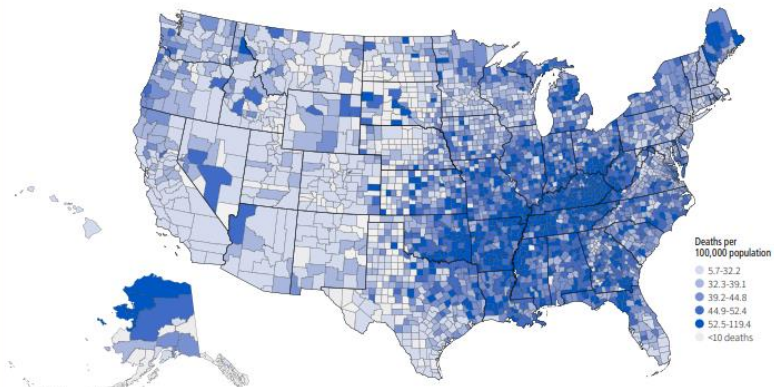 Deaths per
100,000 population
5.7-32.2
32.3-39.1
39.2-44.8
44.9-52.4
52.5-119.4
<10 deaths